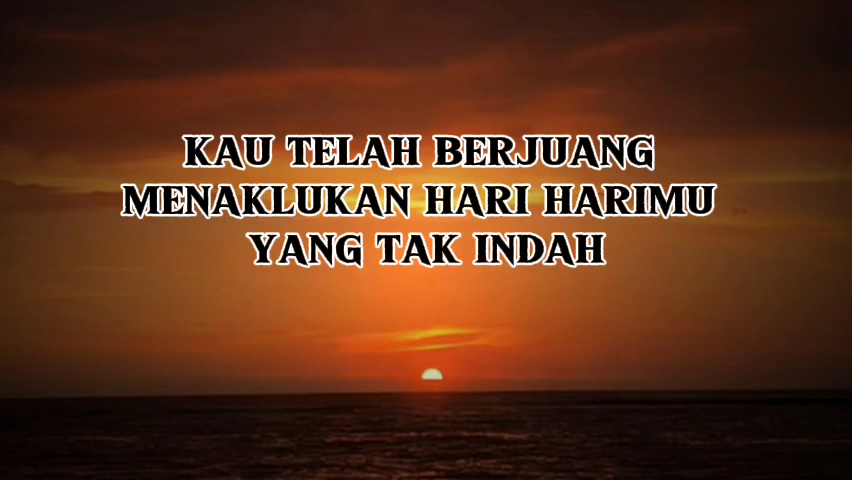 KAU TELAH BERJUANG
MENAKLUKAN HARI HARIMU
YANG TAK INDAH